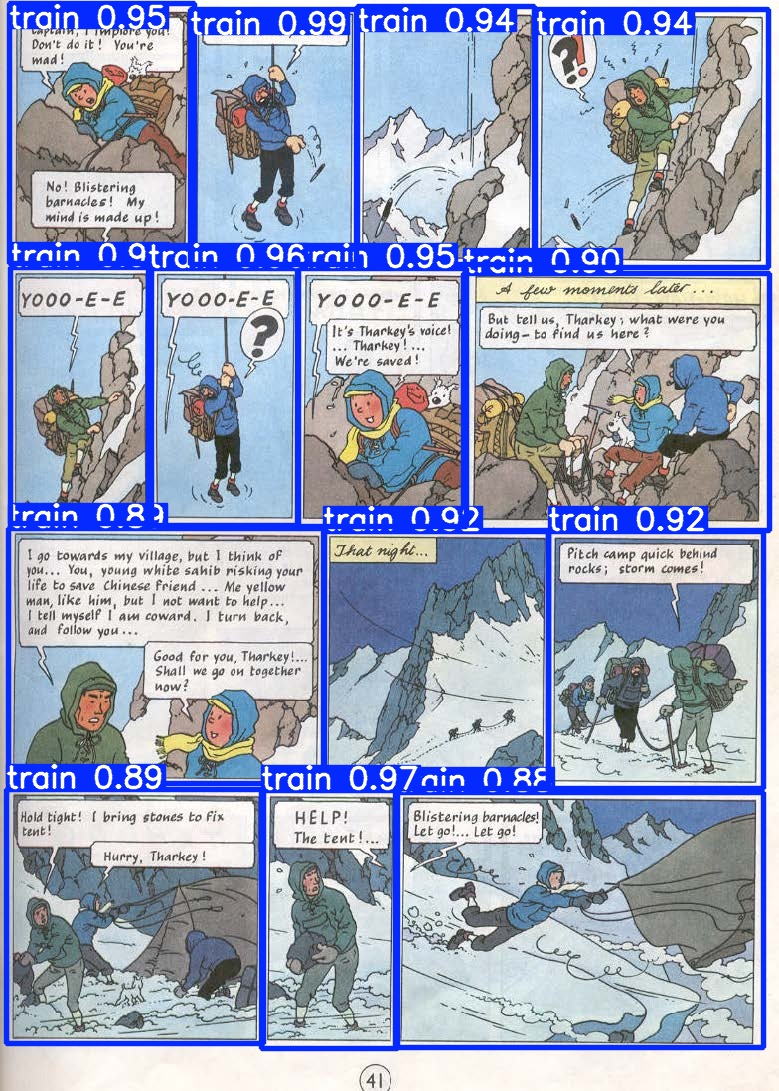 train 0.95
train 0.99
train 0.94
train 0.94
Captain, I implore you!
Don't do it! You're
mad!
No! Blistering
barnacles! My
mind is made up!
?!
train 0.9
train 0.96
train 0.95
train 0.90
YOOO-E-E
YOOO-E-E
?
YOOO-E-E
It's Tharkey's voice!
... Tharkey!...
We're saved!
A few moments later...
But tell us, Tharkey; what were you
doing-to find us here?
train 0.89
train 0.92
train 0.92
I go towards my village, but I think of
you... You, young white sahib risking your
life to save Chinese friend... Me yellow
man, like him, but I not want to help...
I tell myself I am coward. I turn back,
and follow you...
Good for you, Tharkey!...
Shall we go on together
now?
That night...
Pitch camp quick behind
rocks; storm comes!
train 0.89
train 0.97
ain 0.88
Hold tight! I bring stones to fix
tent!
Hurry, Tharkey!
HELP!
The tent!...
Blistering barnacles!
Let go!... Let go!
41